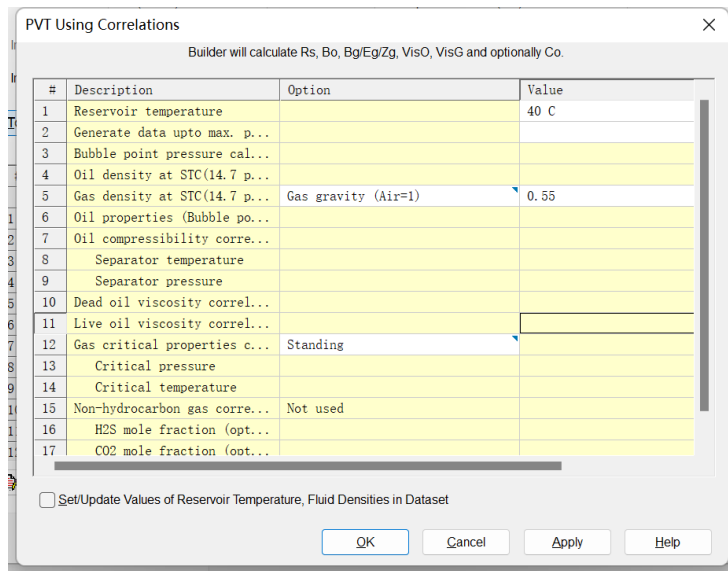 PVT Using Correlations
Builder will calculate Rs, Bo, Bg/Eg/Zg, VisO, VisG and optionally Co.
# Description Option Value
1 Reservoir temperature 40 C
2 Generate data upto max. p...
3 Bubble point pressure cal...
4 Oil density at STC(14.7 p...
5 Gas density at STC(14.7 p... Gas gravity (Air=1) 0.55
6 Oil properties (Bubble po...
7 Oil compressibility corre...
8 Separator temperature
9 Separator pressure
10 Dead oil viscosity correl...
11 Live oil viscosity correl...
12 Gas critical properties c... Standing
13 Critical pressure
14 Critical temperature
15 Non-hydrocarbon gas corre... Not used
16 H2S mole fraction (opt...
17 CO2 mole fraction (opt...
Set/Update Values of Reservoir Temperature, Fluid Densities in Dataset
OK Cancel Apply Help